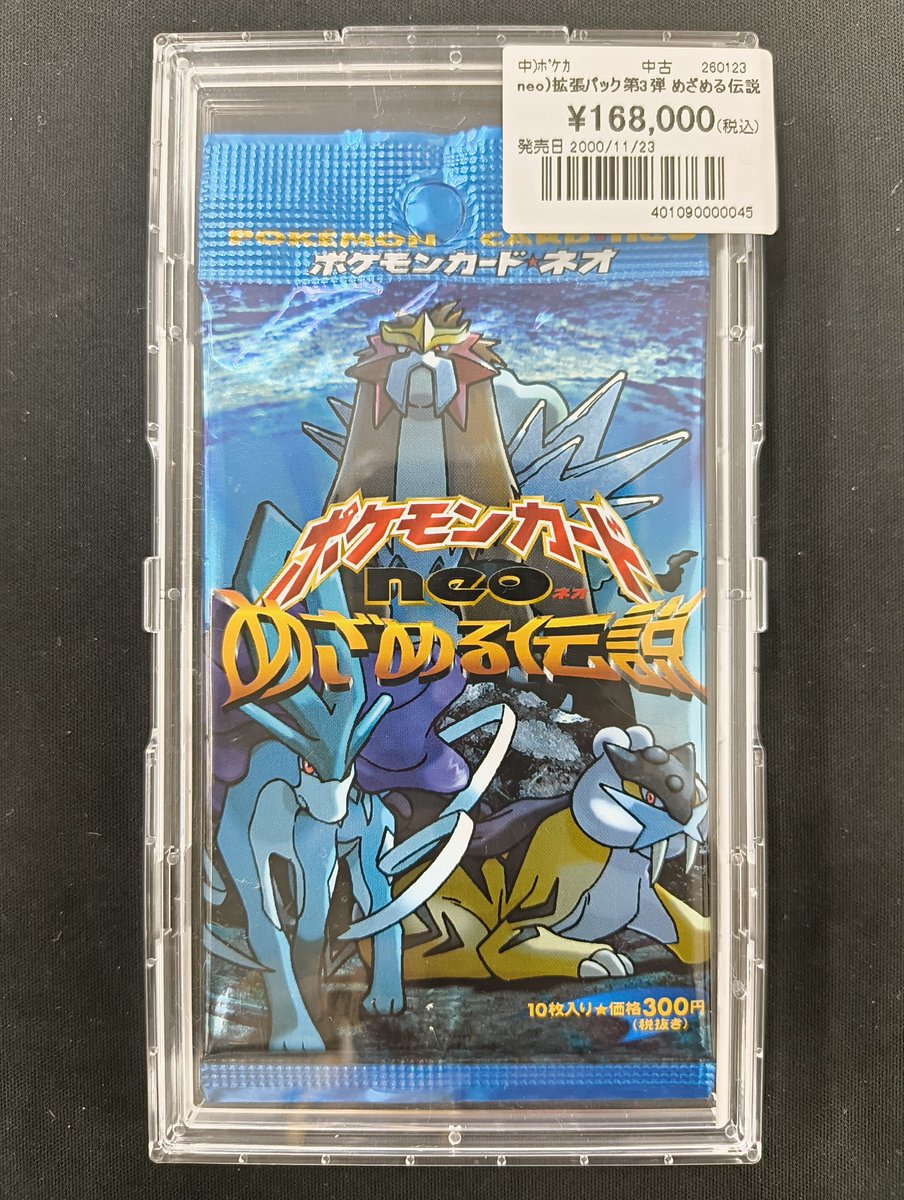 中)ﾎﾟｹｶ 中古 260123
neo)拡張パック第3弾 めざめる伝説
¥168,000(税込)
発売日 2000/11/23
401090000045
POKEMON CARD★neo
ポケモンカード★ネオ
ポケモンカード
neo ネオ
めざめる伝説
10枚入り★価格300円
(税抜き)